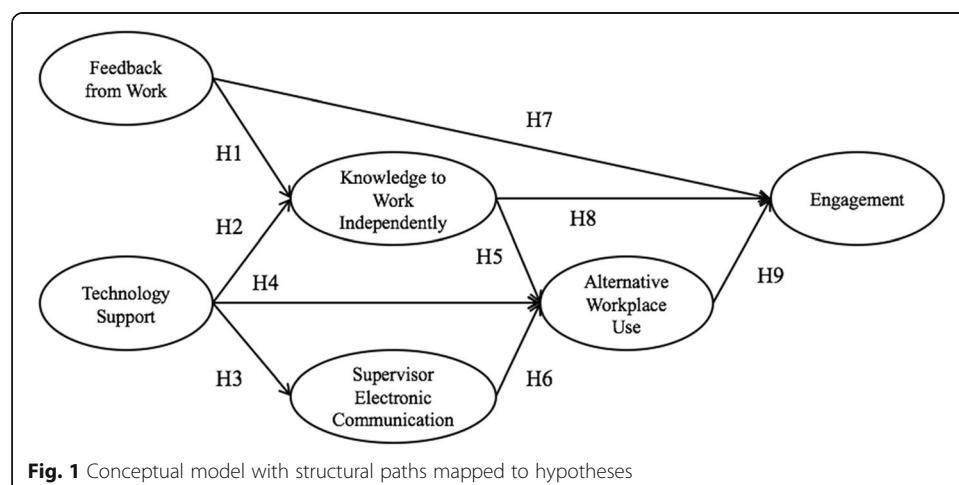 Feedback
from Work
H7
H1
Knowledge to
Work
Independently
Engagement
H2
H8
H5
Technology
Support
H4
Alternative
Workplace
Use
H9
H3
Supervisor
Electronic
Communication
H6
Fig. 1 Conceptual model with structural paths mapped to hypotheses